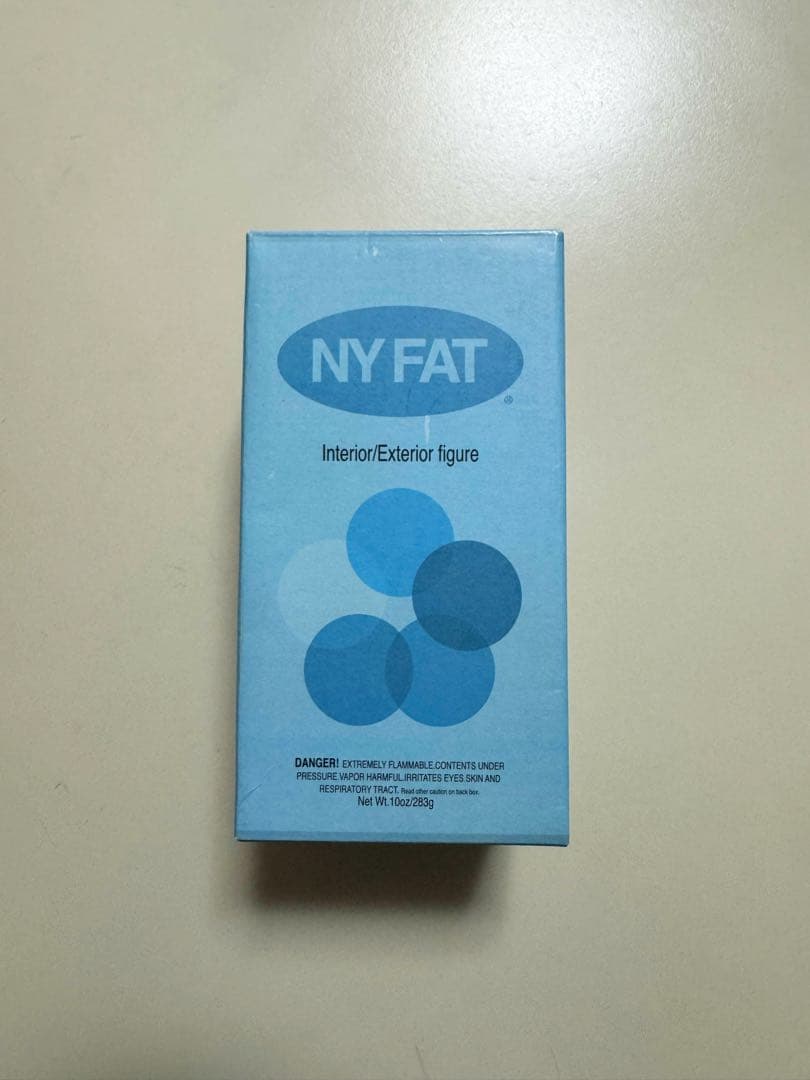 NY FAT
®
Interior/Exterior figure
DANGER! EXTREMELY FLAMMABLE.CONTENTS UNDER
PRESSURE.VAPOR HARMFUL.IRRITATES EYES.SKIN AND
RESPIRATORY TRACT. Read other caution on back box.
Net Wt.10oz/283g